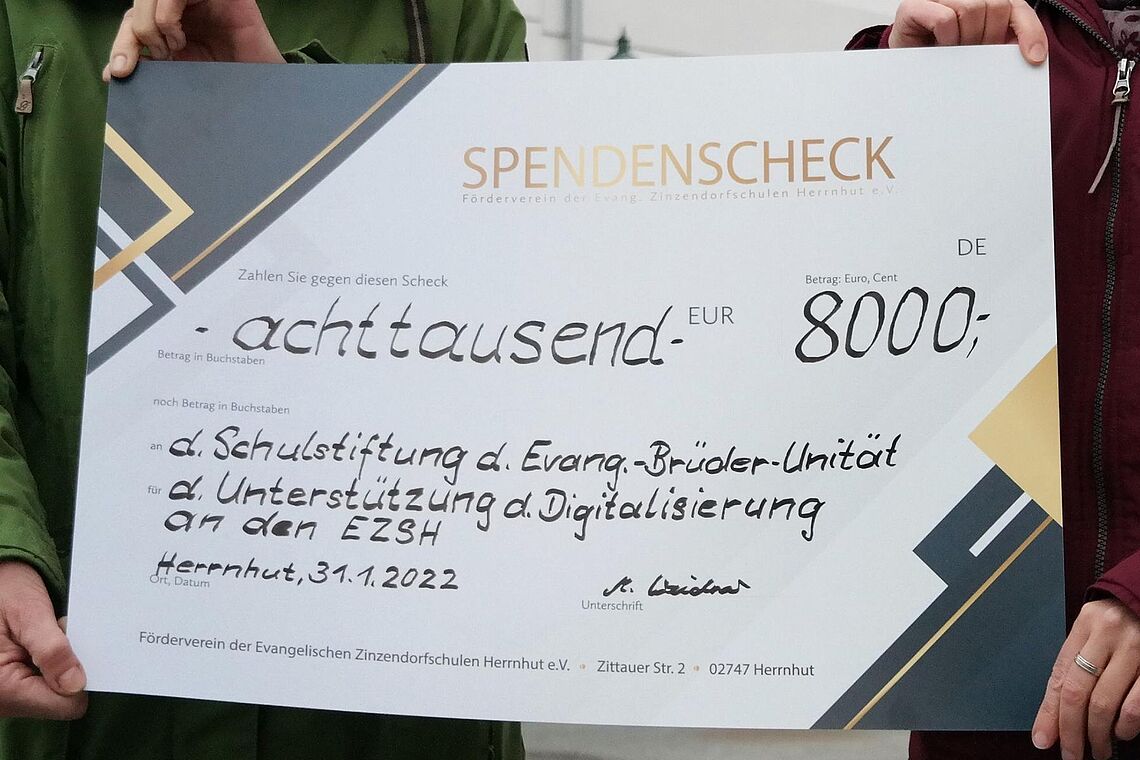 SPENDENSCHECK
Förderverein der Evang. Zinzendorfschulen Herrnhut e.V.
DE
Zahlen Sie gegen diesen Scheck
Betrag: Euro, Cent
- achttausend- EUR 8000,-
Betrag in Buchstaben
noch Betrag in Buchstaben
an d. Schulstiftung d. Evang.-Brüder-Unität
für d. Unterstützung d. Digitalisierung
an den EZSH
Herrnhut, 31.1.2022
Ort, Datum
Unterschrift
Förderverein der Evangelischen Zinzendorfschulen Herrnhut e.V. • Zittauer Str. 2 • 02747 Herrnhut